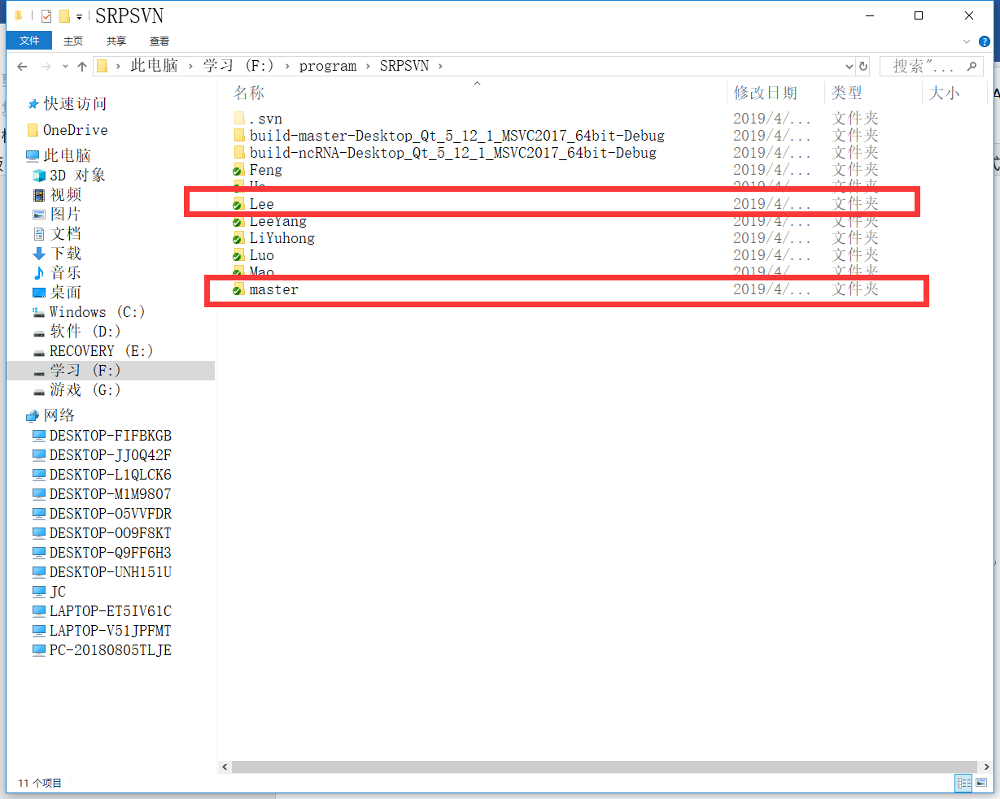 SRPSVN
文件 主页 共享 查看
此电脑 学习 (F:) program SRPSVN 搜索"...
名称 修改日期 类型 大小
快速访问
OneDrive
此电脑
3D 对象
视频
图片
文档
下载
音乐
桌面
Windows (C:)
软件 (D:)
RECOVERY (E:)
学习 (F:)
游戏 (G:)
网络
DESKTOP-FIFBKGB
DESKTOP-JJ0Q42F
DESKTOP-L1QLCK6
DESKTOP-M1M9807
DESKTOP-O5VVFDR
DESKTOP-OO9F8KT
DESKTOP-Q9FF6H3
DESKTOP-UNH151U
JC
LAPTOP-ET5IV61C
LAPTOP-V51JPFMT
PC-20180805TLJE
.svn 2019/4/... 文件夹
build-master-Desktop_Qt_5_12_1_MSVC2017_64bit-Debug 2019/4/... 文件夹
build-ncRNA-Desktop_Qt_5_12_1_MSVC2017_64bit-Debug 2019/4/... 文件夹
Feng 2019/4/... 文件夹
2019/4/... 文件夹
Lee 2019/4/... 文件夹
LeeYang 2019/4/... 文件夹
LiYuhong 2019/4/... 文件夹
Luo 2019/4/... 文件夹
Mao 2019/4/... 文件夹
master 2019/4/... 文件夹
11 个项目